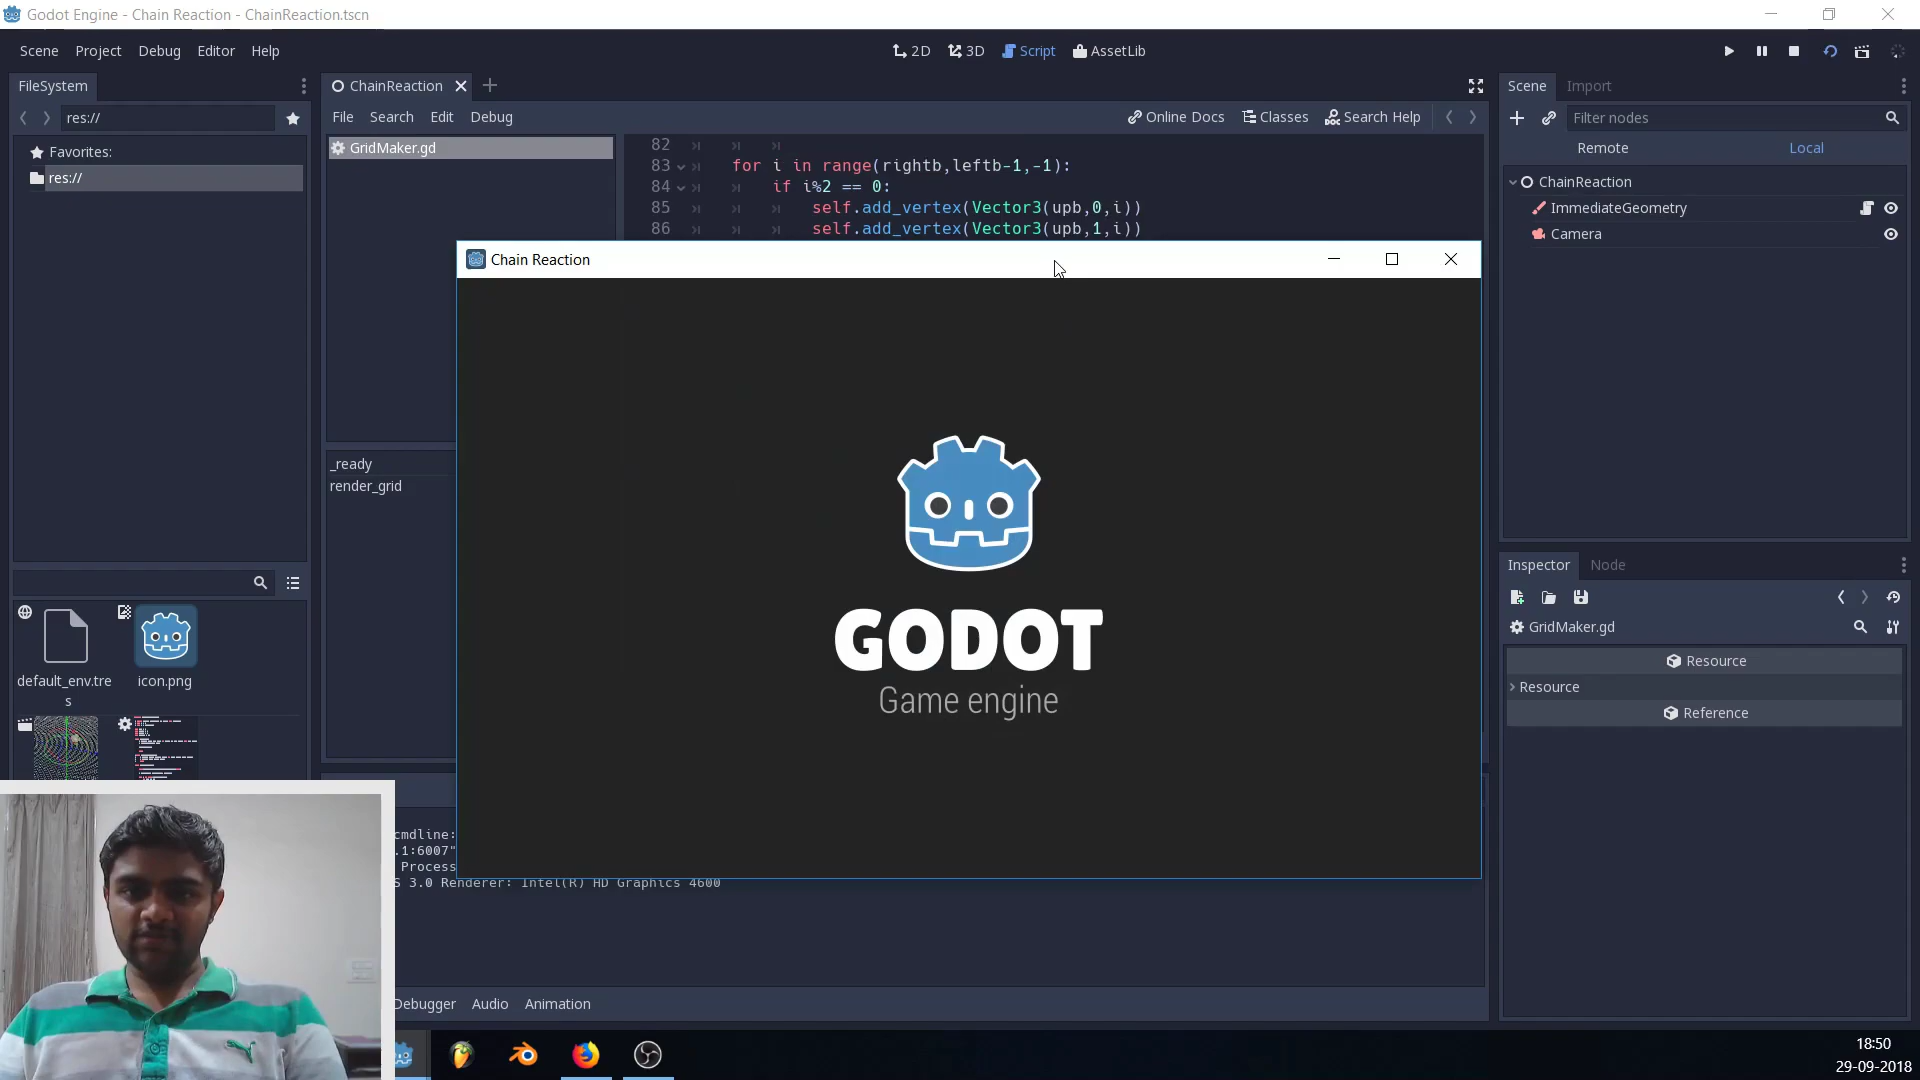 Godot Engine - Chain Reaction - ChainReaction.tscn
Scene Project Debug Editor Help
2D 3D Script AssetLib
FileSystem
res://
Favorites:
res://
default_env.tre
s
icon.png
ChainReaction
File Search Edit Debug
Online Docs Classes Search Help
GridMaker.gd
_ready
render_grid
82
83 for i in range(rightb,leftb-1,-1):
84 if i%2 == 0:
85 self.add_vertex(Vector3(upb,0,i))
86 self.add_vertex(Vector3(upb,1,i))
Chain Reaction
GODOT
Game engine
cmdline:
.1:6007"
Process
S 3.0 Renderer: Intel(R) HD Graphics 4600
Debugger Audio Animation
Scene Import
Filter nodes
Remote Local
ChainReaction
ImmediateGeometry
Camera
Inspector Node
GridMaker.gd
Resource
Resource
Reference
18:50
29-09-2018